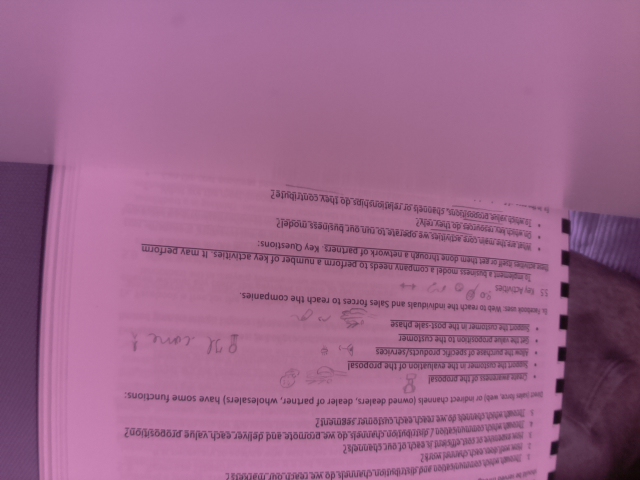 Through which communication and distribution channels do we reach our markets?
How well does each channel work?
How expensive or cost efficient is each of our channels?
Through which communication / distribution channels do we promote and deliver each value proposition?
Through which channels do we reach each customer segment?
(sales force, web) or indirect channels (owned dealers, dealer of partner, wholesalers) have some functions:
Create awareness of the proposal
Support the customer in the evaluation of the proposal
Allow the purchase of specific products/services
Get the value proposition to the customer
Support the customer in the post-sale phase
uses: Web to reach the individuals and Sales forces to reach the companies.
5.5 Key Activities
To implement a business model a company needs to perform a number of key activities. It may perform
these activities itself or get them done through a network of partners. Key Questions:
What are the main core activities we operate to run our business model?
On which key resources do they rely?
To which value propositions, channels or relationships do they contribute?